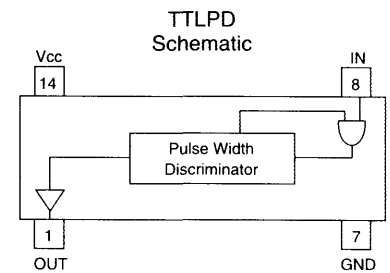 TTLPD
Schematic
Vcc
IN
14
8
Pulse Width
Discriminator
1
7
OUT
GND